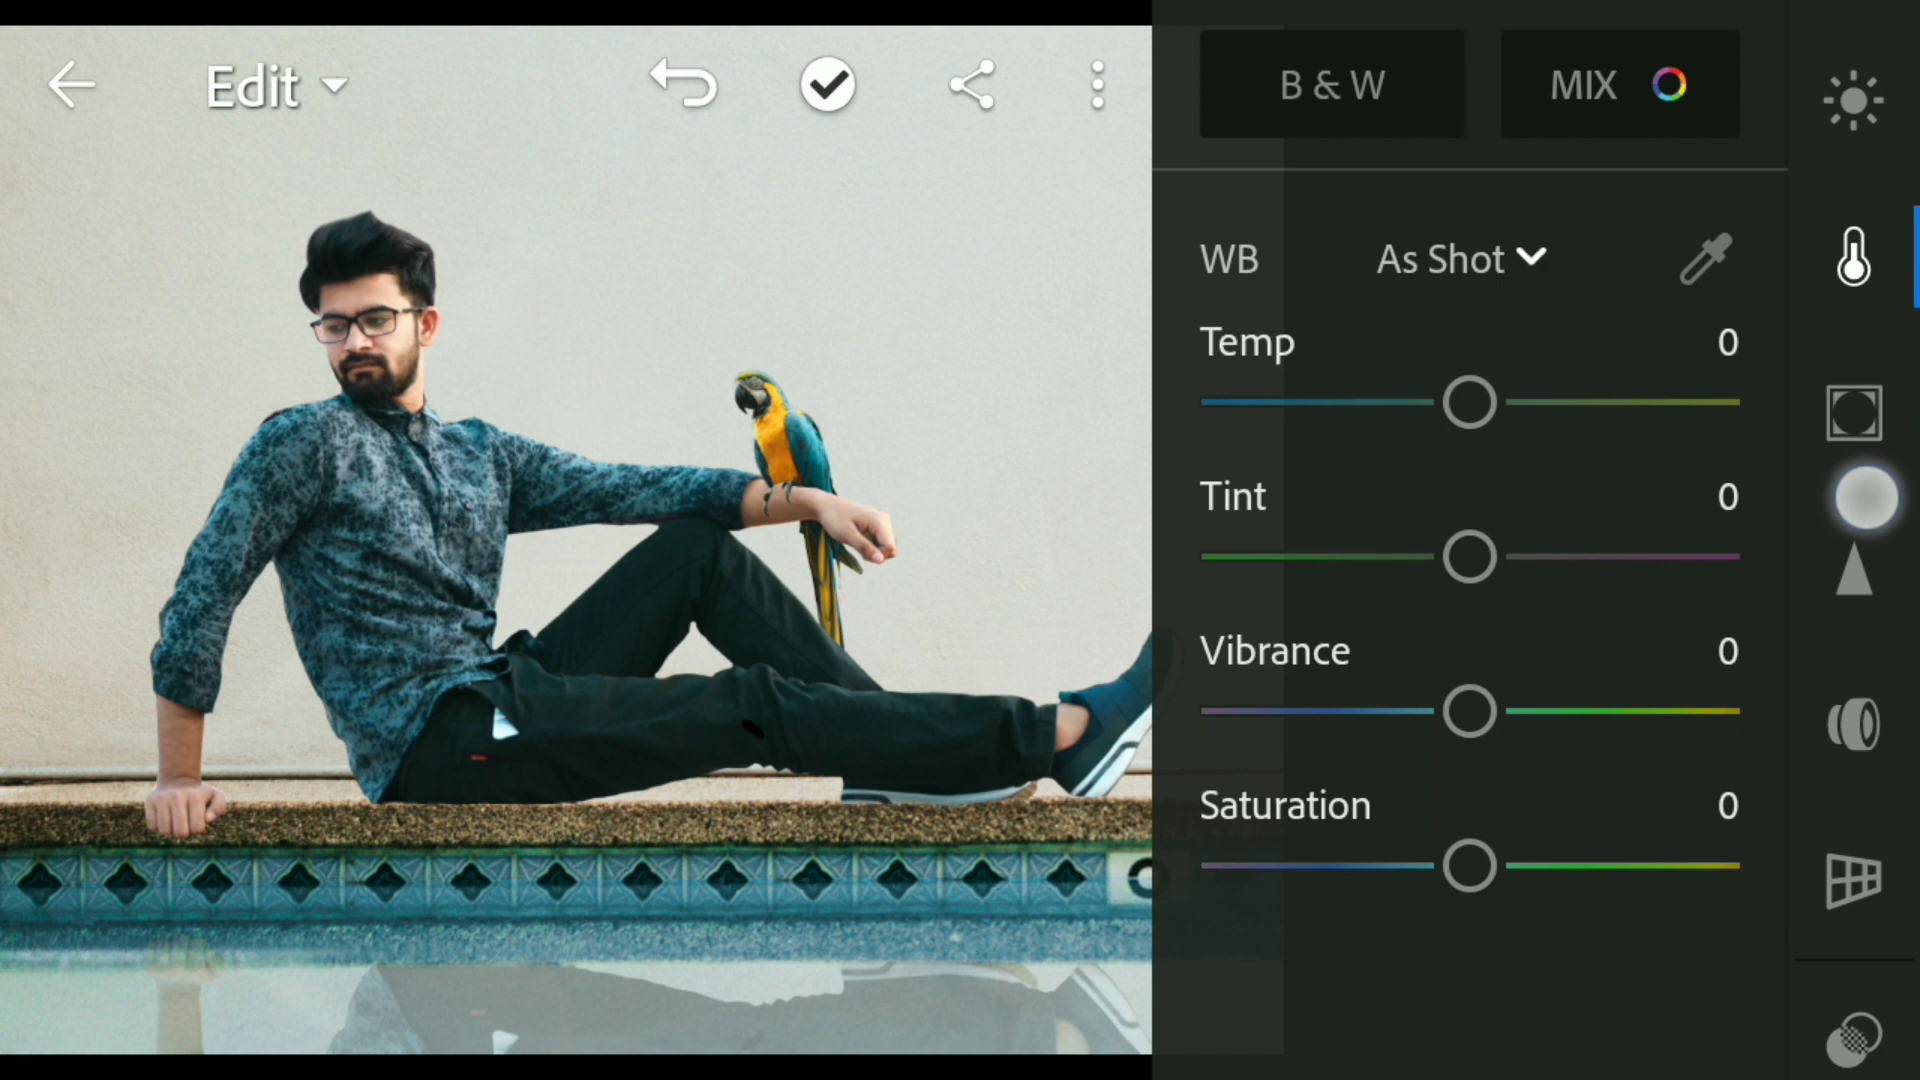 Edit
B & W
MIX
WB
As Shot
Temp
0
Tint
0
Vibrance
0
Saturation
0